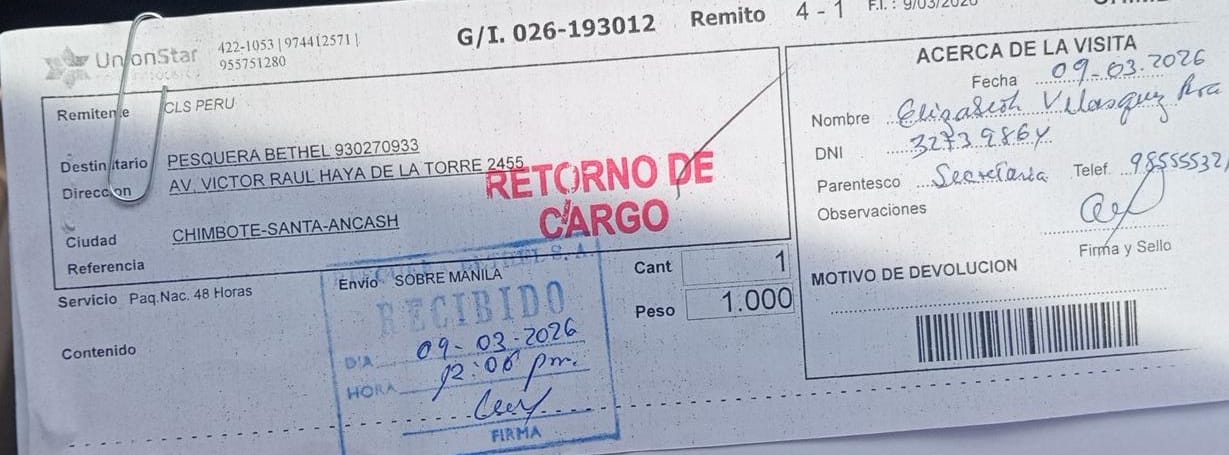 UnionStar
422-1053 | 974412571 |
955751280
G/I. 026-193012 Remito 4 - 1 F.I. : 9/03/2026
Remitente CLS PERU
Destinatario PESQUERA BETHEL 930270933
Direccion AV. VICTOR RAUL HAYA DE LA TORRE 2455
Ciudad CHIMBOTE-SANTA-ANCASH
Referencia
RETORNO DE
CARGO
Servicio Paq.Nac. 48 Horas
Envío SOBRE MANILA
Cant 1
Peso 1.000
Contenido
S.A.
RECIBIDO
DIA 09-03-2026
HORA 12:06 pm.
FIRMA
ACERCA DE LA VISITA
Fecha 09-03.2026
Nombre Elizabeth Velasquez
DNI 32739864
Parentesco Secretaria Telef. 98555532
Observaciones
Firma y Sello
MOTIVO DE DEVOLUCION